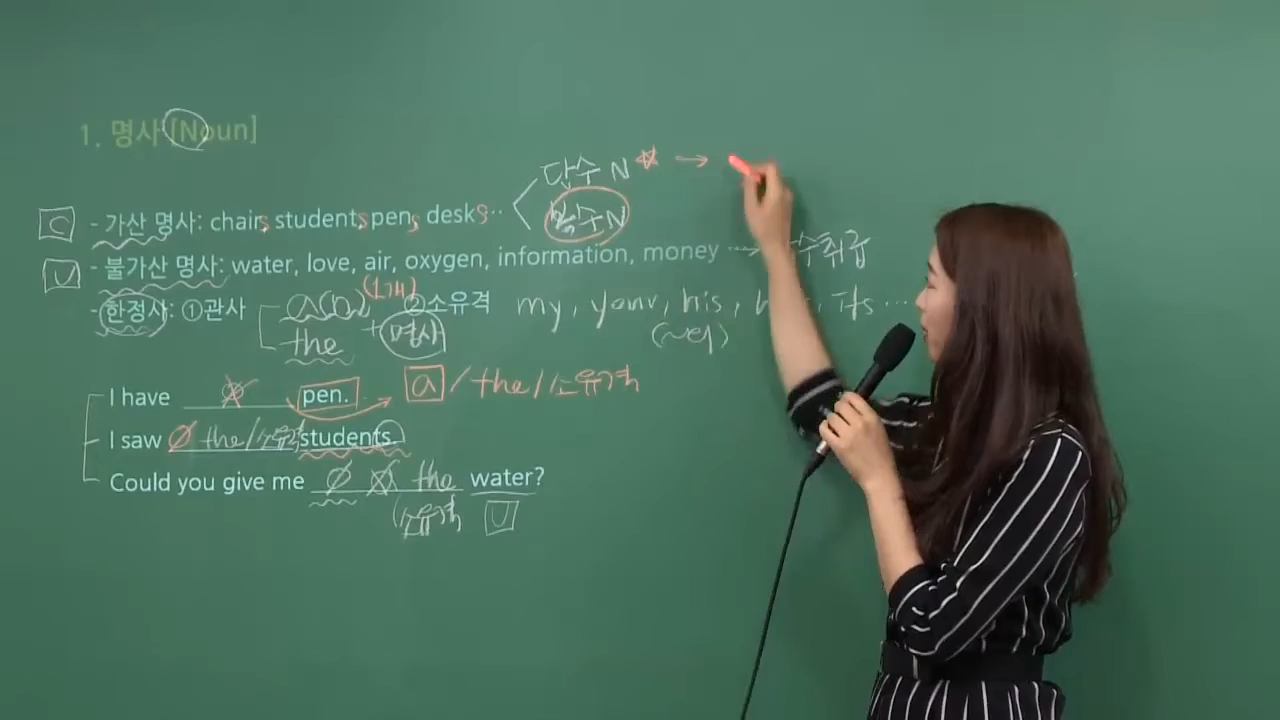 1. 명사 [Noun]
단수 N ☆ →
복수N
C - 가산 명사: chairs, students, pens, desks...
U - 불가산 명사: water, love, air, oxygen, information, money ...→ 수취급
- 한정사: ①관사 a(n) (1개) ②소유격 my, your, his, its ...
the + 명사 (~의)
I have ∅ pen. → a / the / 소유격
I saw ∅ the/소유격 students.
Could you give me ∅ the water?
(소유격) U